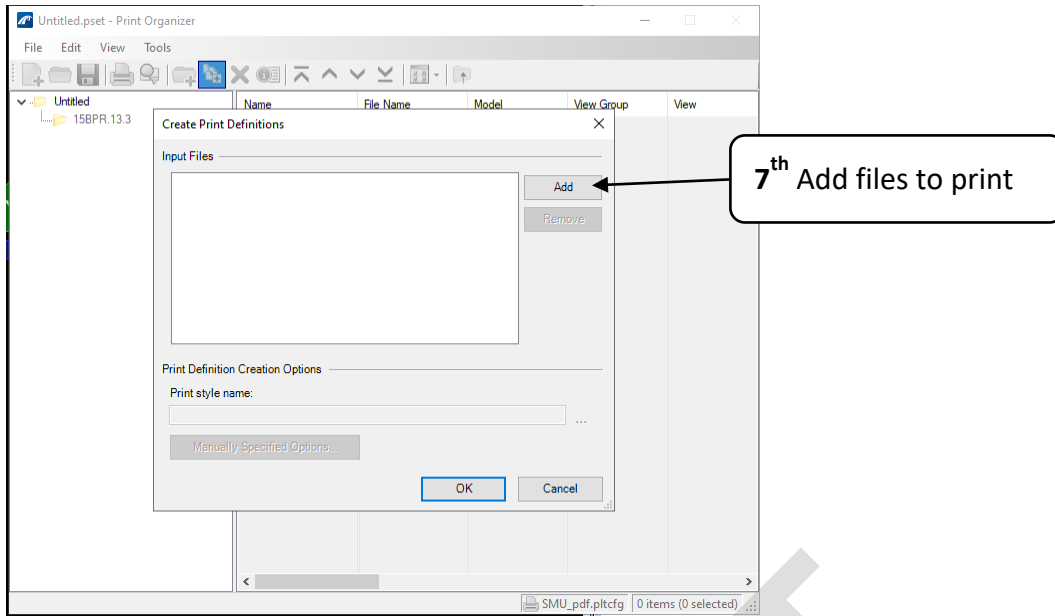 Untitled.pset - Print Organizer
File Edit View Tools
Untitled
15BPR.13.3
Name File Name Model View Group View
Create Print Definitions
Input Files
Add
Remove
7th Add files to print
Print Definition Creation Options
Print style name:
...
Manually Specified Options...
OK Cancel
SMU_pdf.pltcfg 0 items (0 selected)